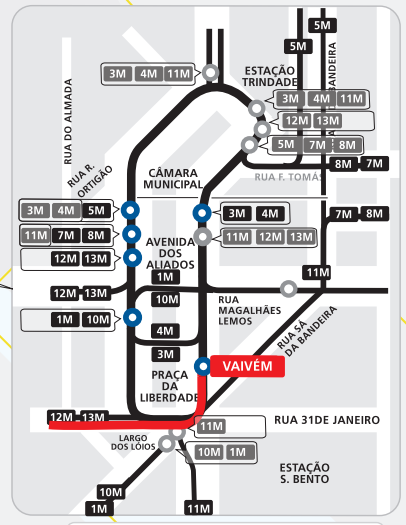 5M
5M
3M 4M 11M
ESTAÇÃO
TRINDADE
BANDEIRA
RUA DO ALMADA
3M 4M 11M
12M 13M
5M 7M 8M
8M 7M
RUA F. TOMÁS
RUA R.
ORTIGÃO
CÂMARA
MUNICIPAL
3M 4M 5M
3M 4M
7M 8M
11M 7M 8M
11M 12M 13M
12M 13M
AVENIDA
DOS
ALIADOS
1M
11M
12M 13M
10M
RUA
MAGALHÃES
LEMOS
1M 10M
4M
RUA SÁ
DA BANDEIRA
3M
VAIVÉM
PRAÇA
DA
LIBERDADE
12M 13M
RUA 31DE JANEIRO
11M
LARGO
DOS LÓIOS
10M 1M
ESTAÇÃO
S. BENTO
10M
1M
11M